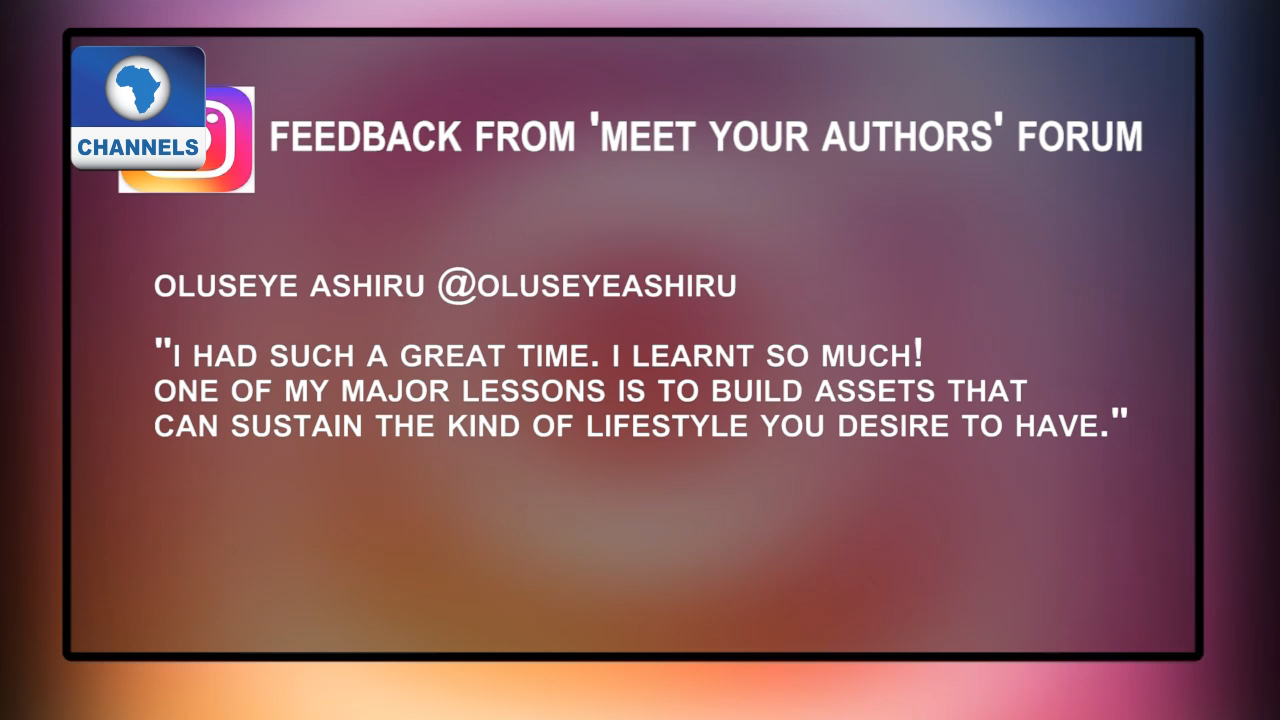 CHANNELS
FEEDBACK FROM 'MEET YOUR AUTHORS' FORUM
OLUSEYE ASHIRU @OLUSEYEASHIRU
"I HAD SUCH A GREAT TIME. I LEARNT SO MUCH!
ONE OF MY MAJOR LESSONS IS TO BUILD ASSETS THAT
CAN SUSTAIN THE KIND OF LIFESTYLE YOU DESIRE TO HAVE."